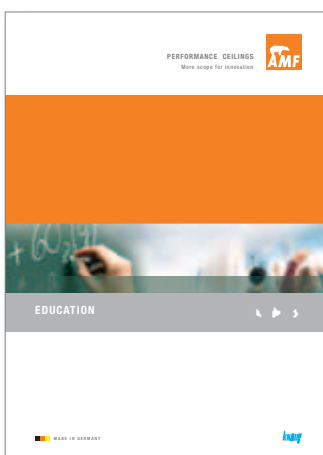 PERFORMANCE CEILINGS
More scope for innovation
AMF
EDUCATION
MADE IN GERMANY
knauf